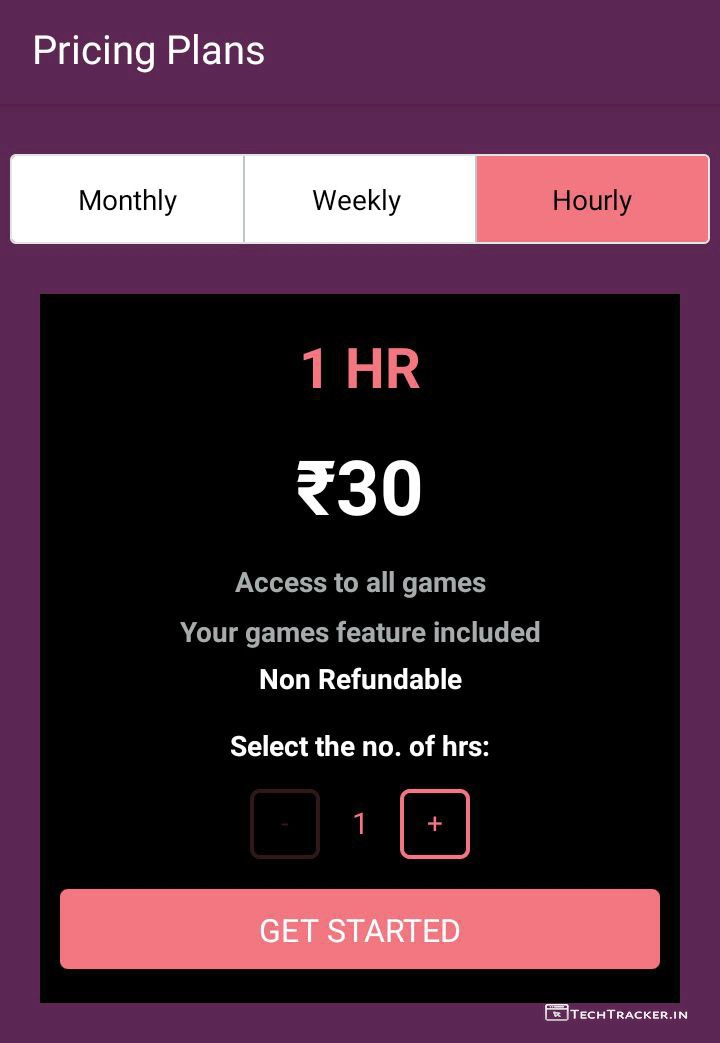 Pricing Plans
Monthly Weekly Hourly
1 HR
₹30
Access to all games
Your games feature included
Non Refundable
Select the no. of hrs:
- 1 +
GET STARTED
TECHTRACKER.IN